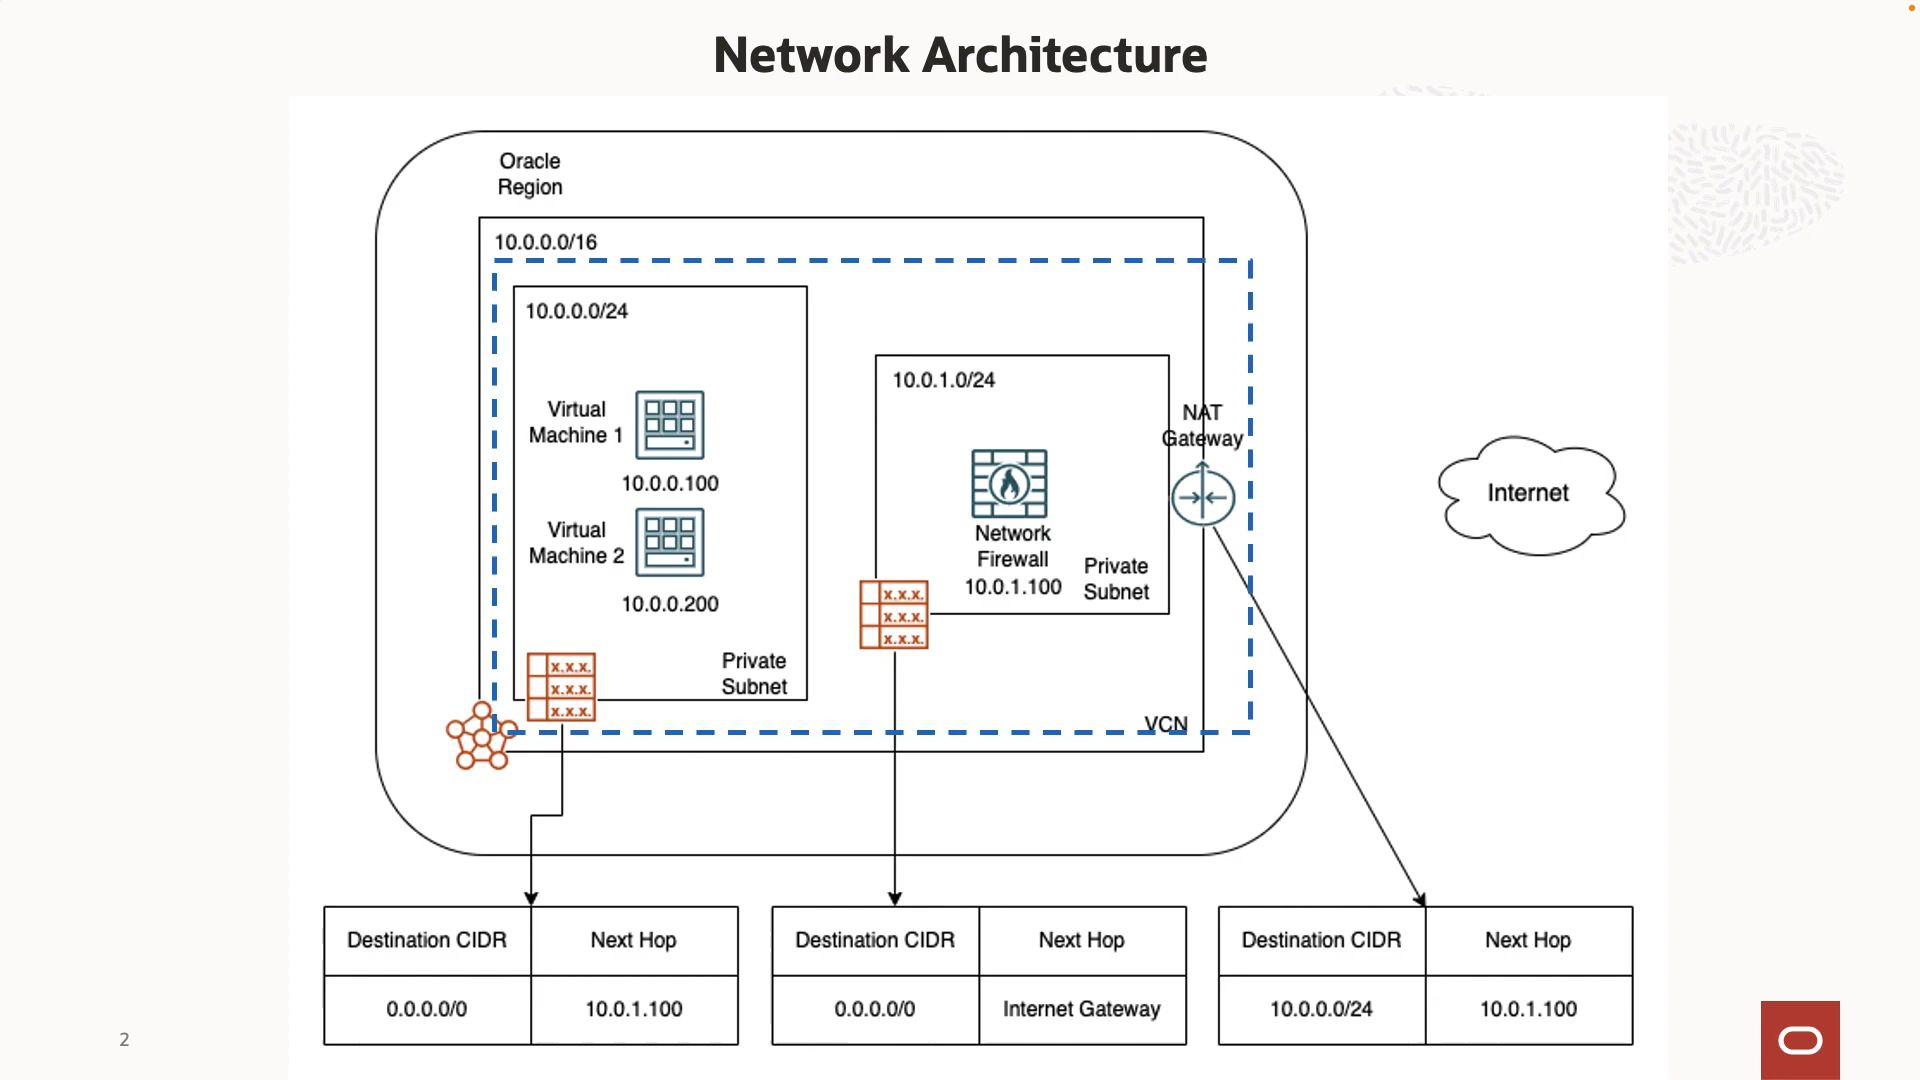 Network Architecture
Oracle
Region
10.0.0.0/16
10.0.0.0/24
Virtual
Machine 1
10.0.0.100
Virtual
Machine 2
10.0.0.200
Private
Subnet
x.x.x.
x.x.x.
x.x.x.
10.0.1.0/24
Network
Firewall
10.0.1.100
Private
Subnet
x.x.x.
x.x.x.
x.x.x.
NAT
Gateway
VCN
Internet
Destination CIDR Next Hop
0.0.0.0/0 10.0.1.100
Destination CIDR Next Hop
0.0.0.0/0 Internet Gateway
Destination CIDR Next Hop
10.0.0.0/24 10.0.1.100
2